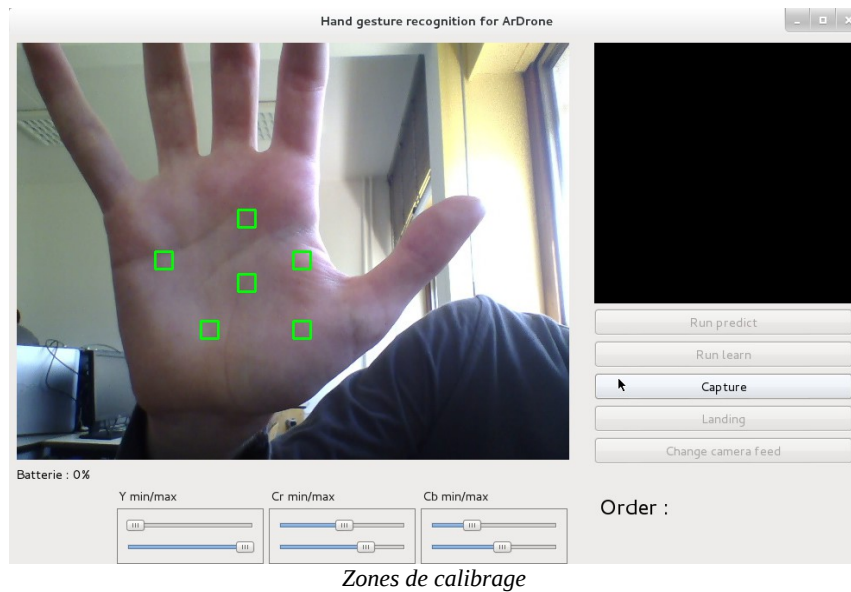 Hand gesture recognition for ArDrone
Run predict
Run learn
Capture
Landing
Change camera feed
Batterie : 0%
Y min/max
Cr min/max
Cb min/max
Order :
Zones de calibrage